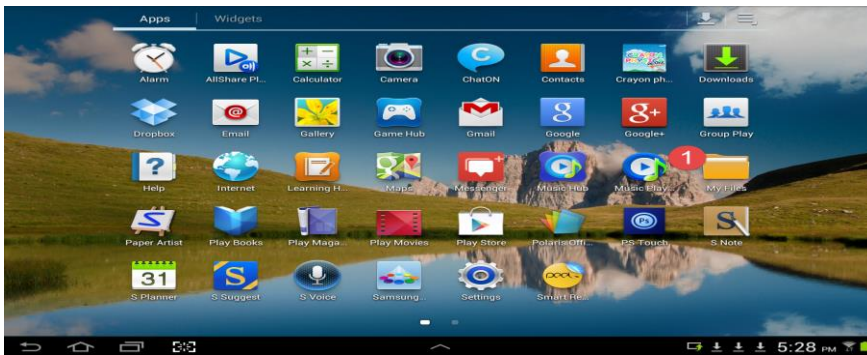 Apps Widgets
Alarm AllShare Pl... Calculator Camera ChatON Contacts Crayon ph... Downloads
Dropbox Email Gallery Game Hub Gmail Google Google+ Group Play
Help Internet Learning H... Maps Messenger Music Hub Music Play... 1 My Files
Paper Artist Play Books Play Maga... Play Movies Play Store Polaris Offi... PS Touch S Note
31
S Planner S Suggest S Voice Samsung... Settings Smart Re...
5:28 PM